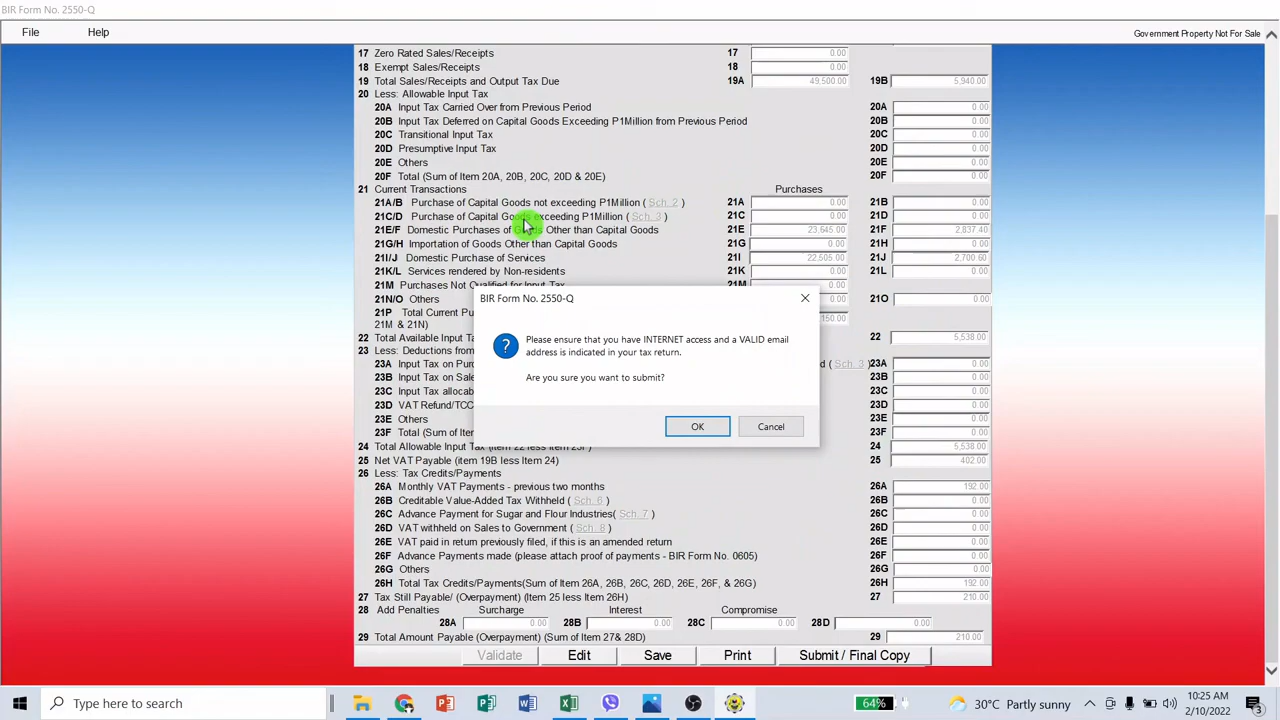 BIR Form No. 2550-Q
File Help Government Property Not For Sale
17 Zero Rated Sales/Receipts 17 0.00
18 Exempt Sales/Receipts 18 0.00
19 Total Sales/Receipts and Output Tax Due 19A 49,500.00 19B 5,940.00
20 Less: Allowable Input Tax
20A Input Tax Carried Over from Previous Period 20A 0.00
20B Input Tax Deferred on Capital Goods Exceeding P1Million from Previous Period 20B 0.00
20C Transitional Input Tax 20C 0.00
20D Presumptive Input Tax 20D 0.00
20E Others 20E 0.00
20F Total (Sum of Item 20A, 20B, 20C, 20D & 20E) 20F 0.00
21 Current Transactions Purchases
21A/B Purchase of Capital Goods not exceeding P1Million ( Sch. 2 ) 21A 0.00 21B 0.00
21C/D Purchase of Capital Goods exceeding P1Million ( Sch. 3 ) 21C 0.00 21D 0.00
21E/F Domestic Purchases of Goods Other than Capital Goods 21E 23,645.00 21F 2,837.40
21G/H Importation of Goods Other than Capital Goods 21G 0.00 21H 0.00
21I/J Domestic Purchase of Services 21I 22,505.00 21J 2,700.60
21K/L Services rendered by Non-residents 21K 0.00 21L 0.00
21M Purchases Not Qualified for Input Tax 21M
21N/O Others 0.00 21O 0.00
21P Total Current Pu 150.00
21M & 21N)
22 Total Available Input Ta 22 5,538.00
23 Less: Deductions from
23A Input Tax on Purc d ( Sch. 3 ) 23A 0.00
23B Input Tax on Sale 23B 0.00
23C Input Tax allocab 23C 0.00
23D VAT Refund/TCC 23D 0.00
23E Others 23E 0.00
23F Total (Sum of Ite 23F 0.00
24 Total Allowable Input Tax (Item 22 less Item 23F) 24 5,538.00
25 Net VAT Payable (item 19B less Item 24) 25 402.00
26 Less: Tax Credits/Payments
26A Monthly VAT Payments - previous two months 26A 192.00
26B Creditable Value-Added Tax Withheld ( Sch. 6 ) 26B 0.00
26C Advance Payment for Sugar and Flour Industries( Sch. 7 ) 26C 0.00
26D VAT withheld on Sales to Government ( Sch. 8 ) 26D 0.00
26E VAT paid in return previously filed, if this is an amended return 26E 0.00
26F Advance Payments made (please attach proof of payments - BIR Form No. 0605) 26F 0.00
26G Others 26G 0.00
26H Total Tax Credits/Payments(Sum of Item 26A, 26B, 26C, 26D, 26E, 26F, & 26G) 26H 192.00
27 Tax Still Payable/ (Overpayment) (Item 25 less Item 26H) 27 210.00
28 Add Penalties Surcharge Interest Compromise
28A 0.00 28B 0.00 28C 0.00 28D 0.00
29 Total Amount Payable (Overpayment) (Sum of Item 27& 28D) 29 210.00
Validate Edit Save Print Submit / Final Copy
BIR Form No. 2550-Q
Please ensure that you have INTERNET access and a VALID email
address is indicated in your tax return.
Are you sure you want to submit?
OK Cancel
Type here to search
64%
30°C Partly sunny
10:25 AM
2/10/2022
3